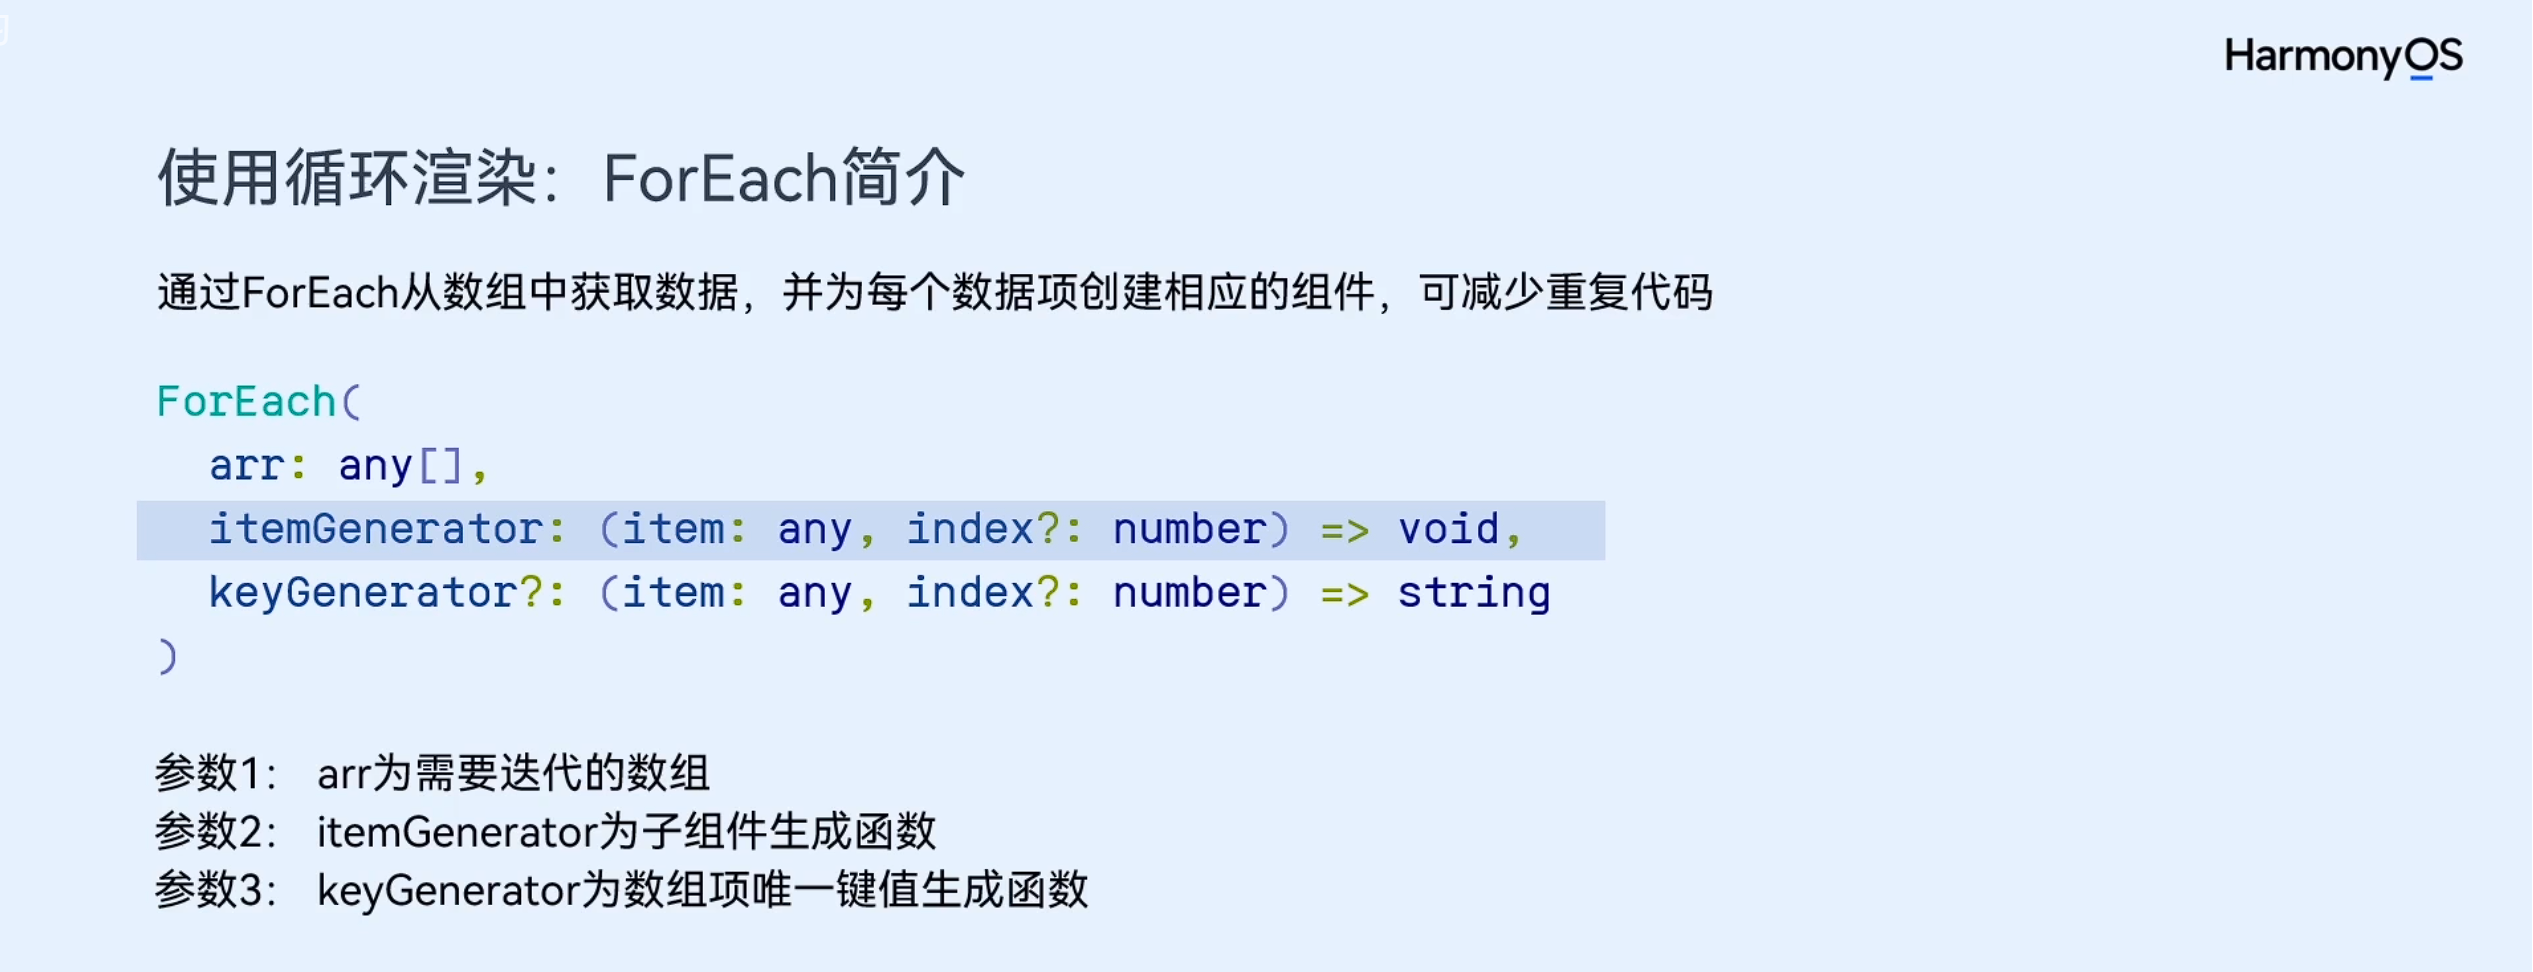 HarmonyOS
使用循环渲染：ForEach简介
通过ForEach从数组中获取数据，并为每个数据项创建相应的组件，可减少重复代码
ForEach(
  arr: any[],
  itemGenerator: (item: any, index?: number) => void,
  keyGenerator?: (item: any, index?: number) => string
)
参数1： arr为需要迭代的数组
参数2： itemGenerator为子组件生成函数
参数3： keyGenerator为数组项唯一键值生成函数